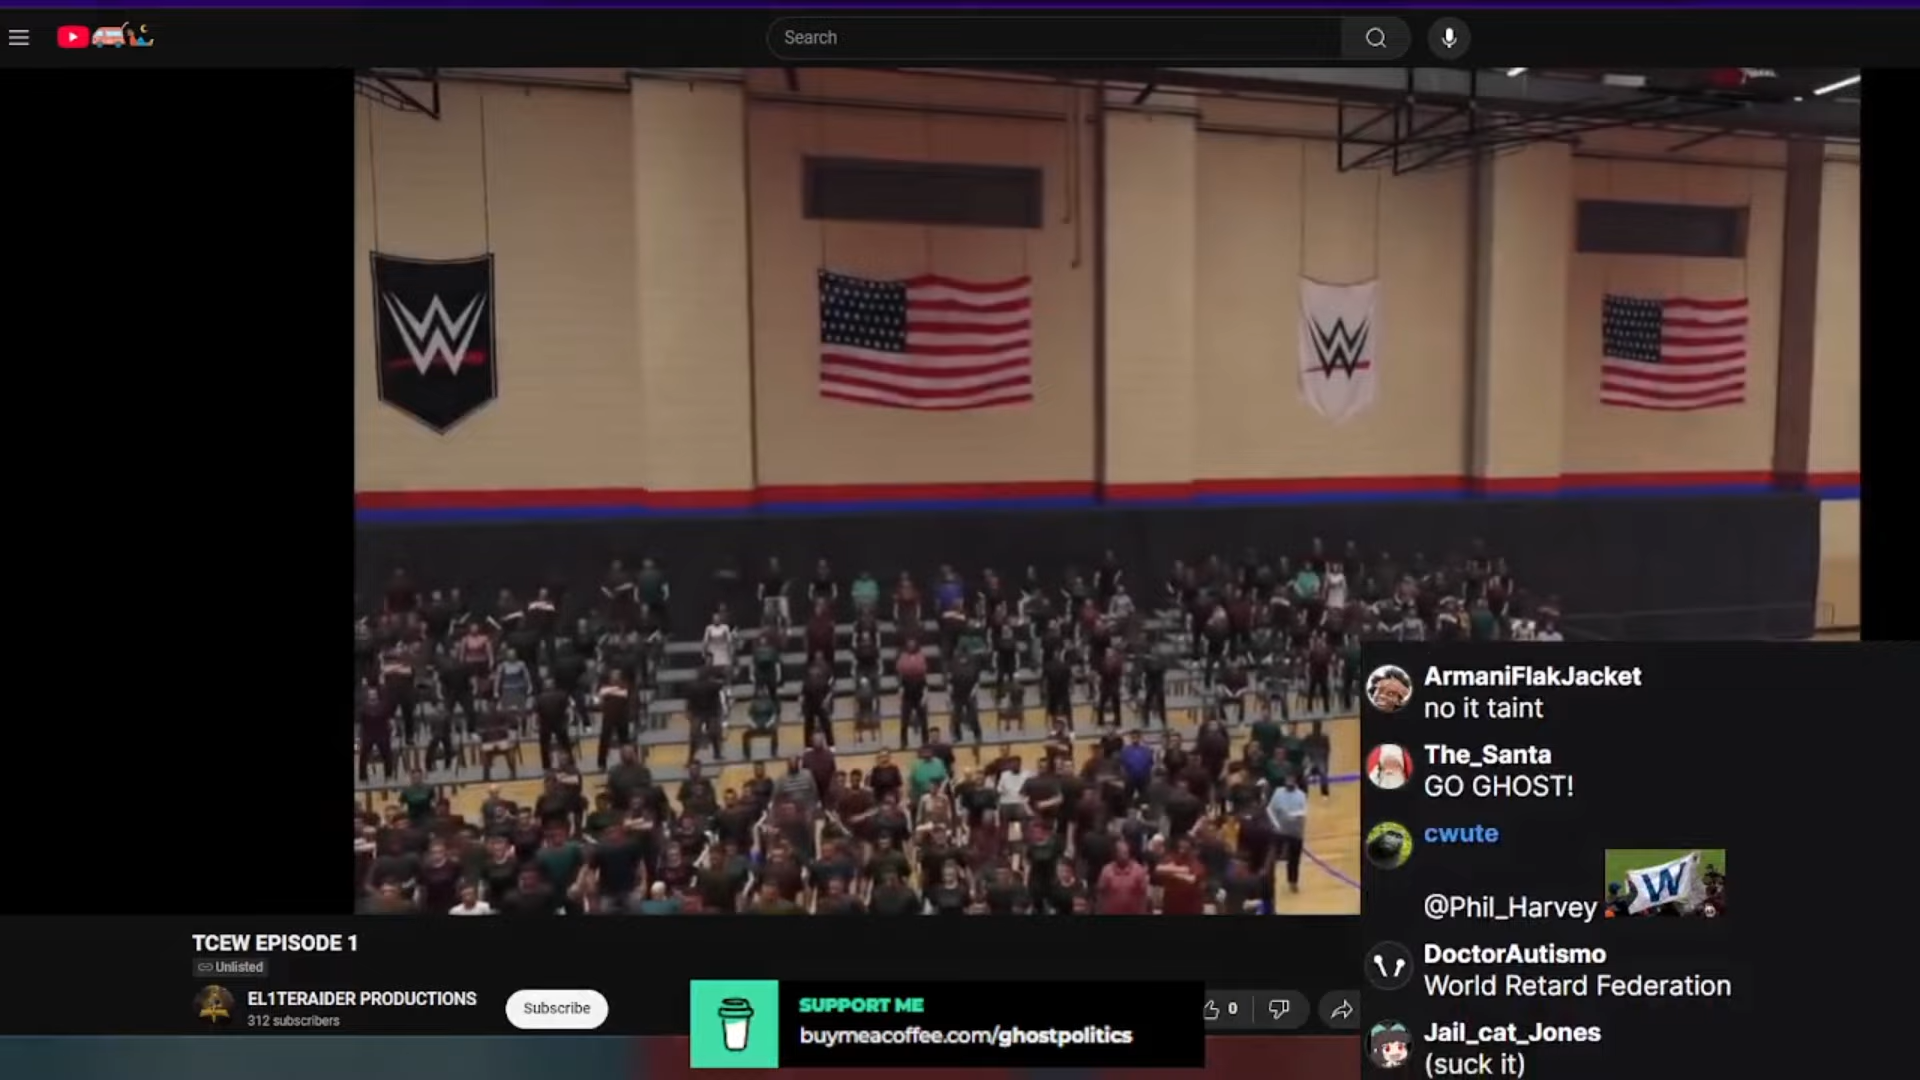 Search
W
W
TCEW EPISODE 1
Unlisted
EL1TERAIDER PRODUCTIONS
312 subscribers
Subscribe
SUPPORT ME
buymeacoffee.com/ghostpolitics
0
ArmaniFlakJacket
no it taint
The_Santa
GO GHOST!
cwute
@Phil_Harvey W
DoctorAutismo
World Retard Federation
Jail_cat_Jones
(suck it)